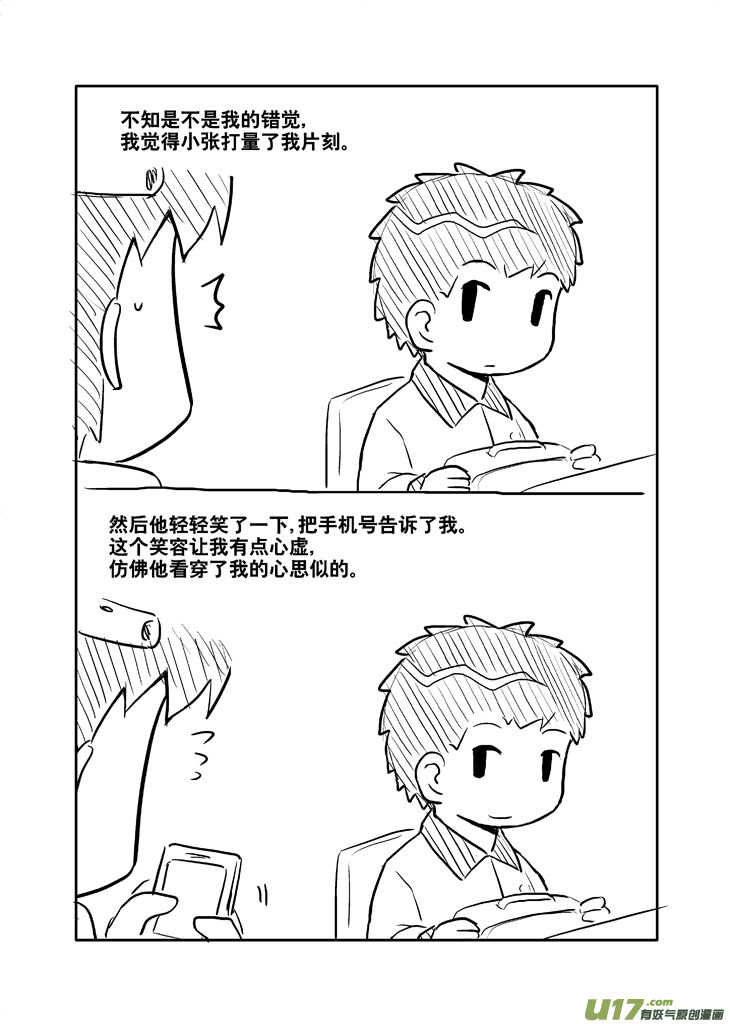 不知是不是我的错觉，
我觉得小张打量了我片刻。
然后他轻轻笑了一下，把手机号告诉了我。
这个笑容让我有点心虚，
仿佛他看穿了我的心思似的。
U17.com
有妖气原创漫画